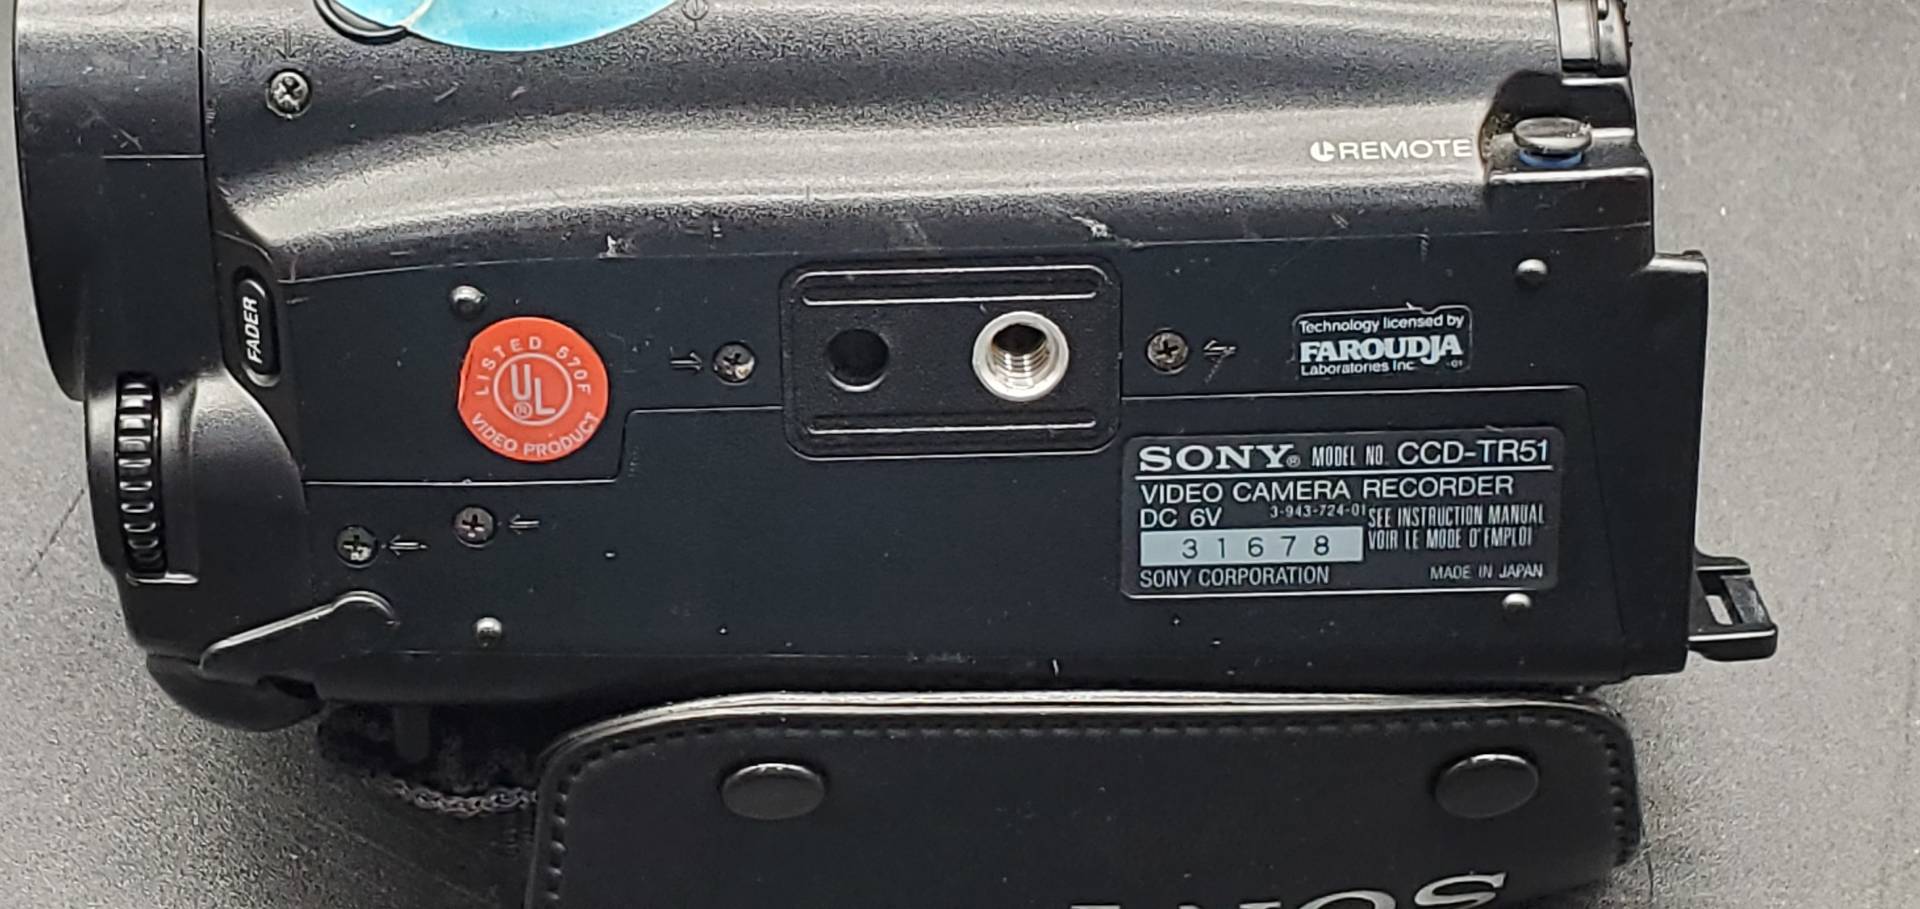 REMOTE
FADER
LISTED 570F
UL®
VIDEO PRODUCT
Technology licensed by
FAROUDJA
Laboratories Inc. -01
SONY® MODEL NO. CCD-TR51
VIDEO CAMERA RECORDER
DC 6V 3-943-724-01
SEE INSTRUCTION MANUAL
VOIR LE MODE D'EMPLOI
31678
SONY CORPORATION MADE IN JAPAN
SONY